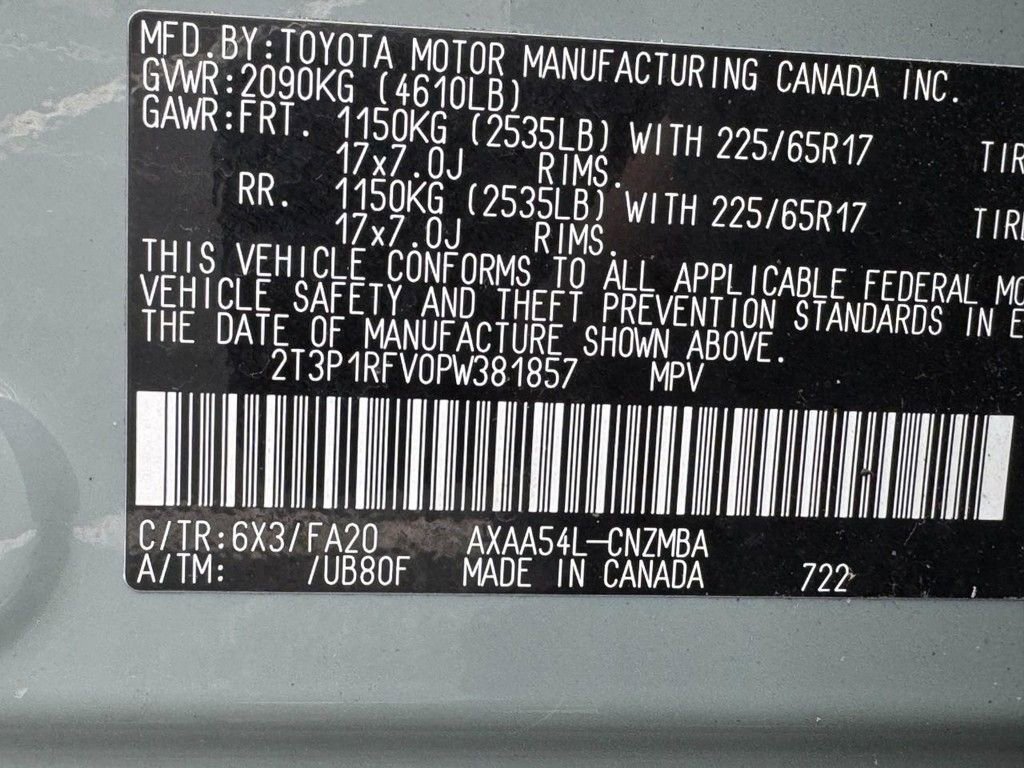 MFD.BY:TOYOTA MOTOR MANUFACTURING CANADA INC.
GVWR:2090KG (4610LB)
GAWR:FRT. 1150KG (2535LB) WITH 225/65R17 TIR
17x7.0J RIMS.
RR. 1150KG (2535LB) WITH 225/65R17 TIR
17x7.0J RIMS.
THIS VEHICLE CONFORMS TO ALL APPLICABLE FEDERAL MO
VEHICLE SAFETY AND THEFT PREVENTION STANDARDS IN E
THE DATE OF MANUFACTURE SHOWN ABOVE.
2T3P1RFV0PW381857 MPV
C/TR:6X3/FA20 AXAA54L-CNZMBA
A/TM: /UB80F MADE IN CANADA 722